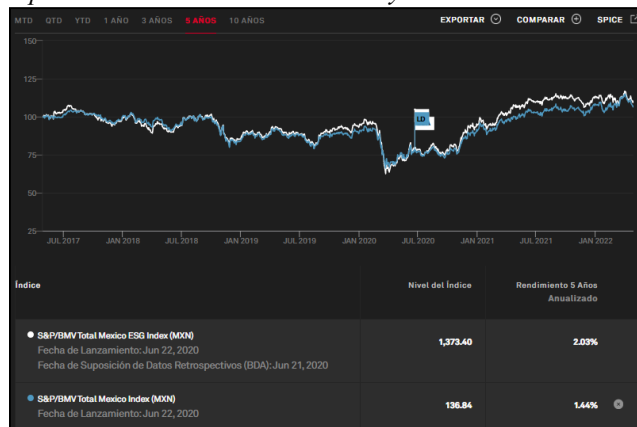 MTD QTD YTD 1 AÑO 3 AÑOS 5 AÑOS 10 AÑOS EXPORTAR COMPARAR SPICE
150
125
100
75
50
25
LD
JUL 2017 JAN 2018 JUL 2018 JAN 2019 JUL 2019 JAN 2020 JUL 2020 JAN 2021 JUL 2021 JAN 2022
Índice Nivel del Índice Rendimiento 5 Años
Anualizado
S&P/BMV Total Mexico ESG Index (MXN) 1,373.40 2.03%
Fecha de Lanzamiento: Jun 22, 2020
Fecha de Suposición de Datos Retrospectivos (BDA): Jun 21, 2020
S&P/BMV Total Mexico Index (MXN) 136.84 1.44%
Fecha de Lanzamiento: Jun 22, 2020